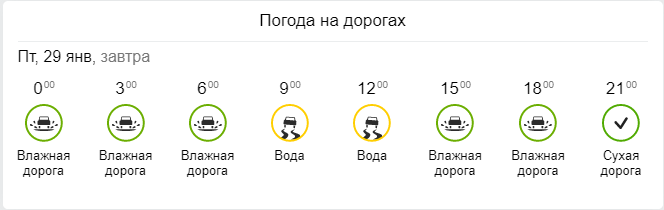 Погода на дорогах
Пт, 29 янв, завтра
0⁰⁰ 3⁰⁰ 6⁰⁰ 9⁰⁰ 12⁰⁰ 15⁰⁰ 18⁰⁰ 21⁰⁰
Влажная Влажная Влажная Вода Вода Влажная Влажная Сухая
дорога дорога дорога дорога дорога дорога